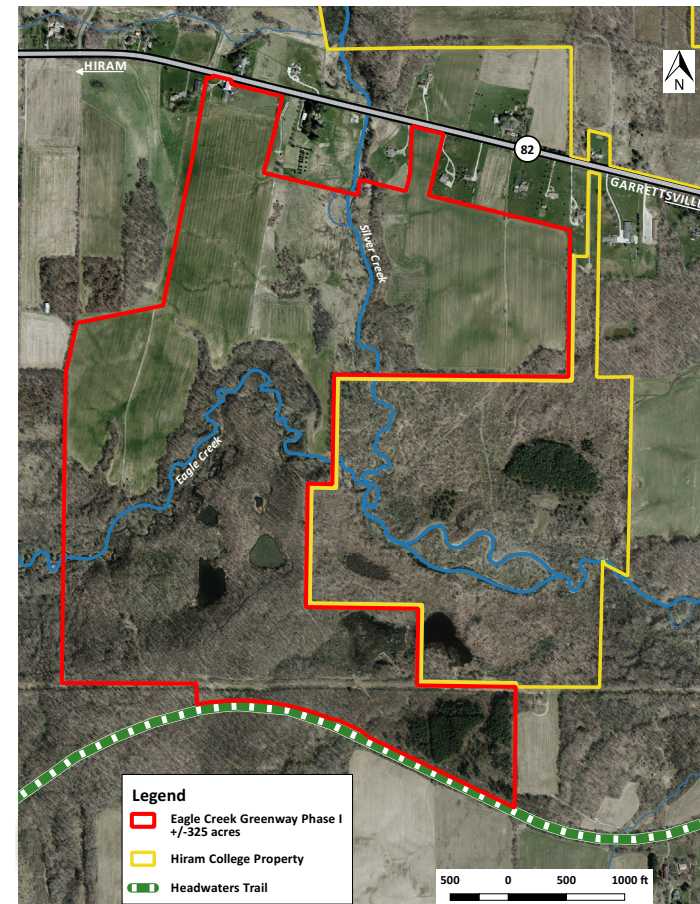 HIRAM
N
82
GARRETTSVILLE
Silver Creek
Eagle Creek
Legend
Eagle Creek Greenway Phase I
+/-325 acres
Hiram College Property
Headwaters Trail
500 0 500 1000 ft